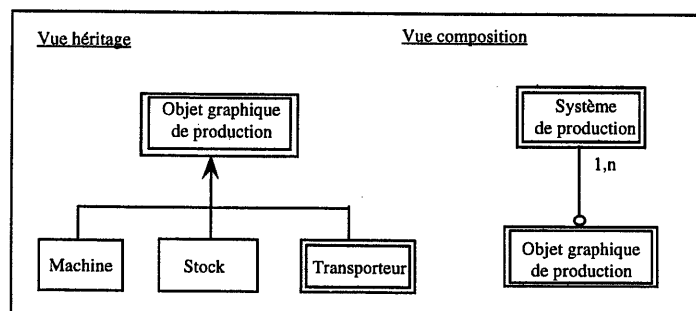 Vue héritage
Vue composition
Objet graphique
de production
Système
de production
1,n
Machine
Stock
Transporteur
Objet graphique
de production